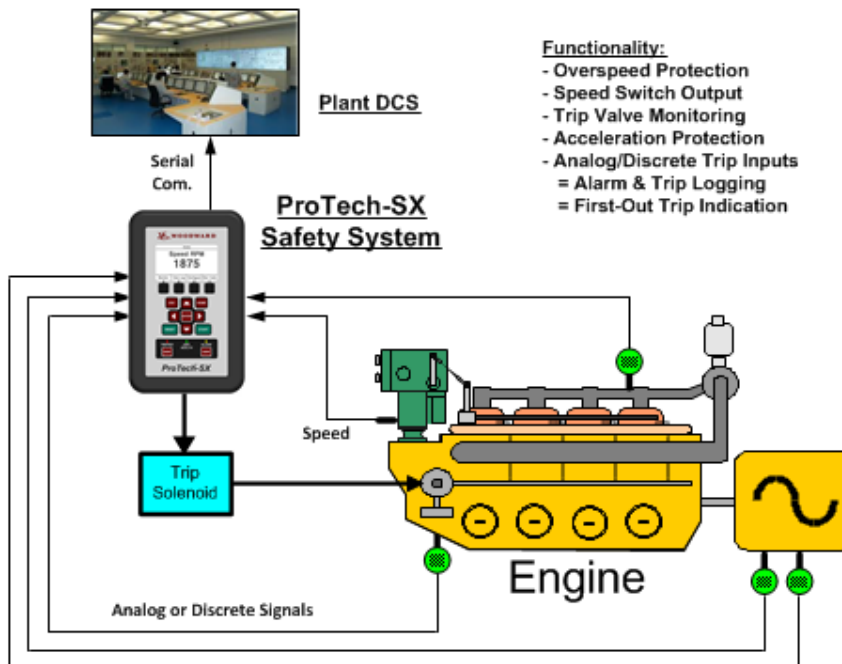 Functionality:
- Overspeed Protection
- Speed Switch Output
- Trip Valve Monitoring
- Acceleration Protection
- Analog/Discrete Trip Inputs
= Alarm & Trip Logging
= First-Out Trip Indication
Plant DCS
Serial
Com.
ProTech-SX
Safety System
WOODWARD
Speed RPM
1875
ProTech-SX
Speed
Trip
Solenoid
Engine
Analog or Discrete Signals